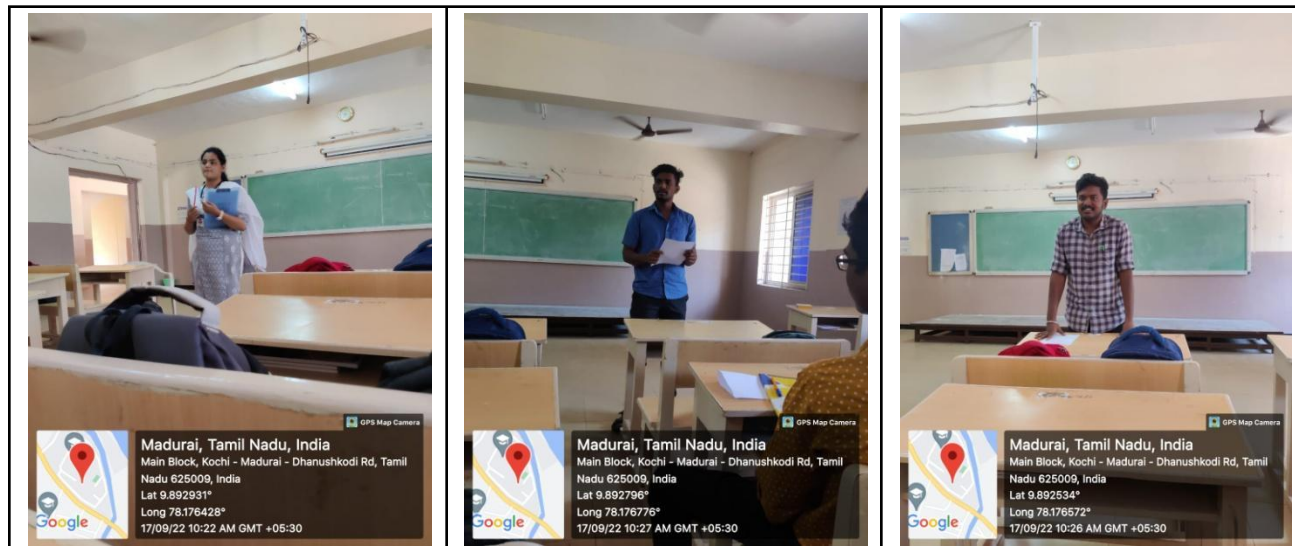 GPS Map Camera
Google
Madurai, Tamil Nadu, India
Main Block, Kochi - Madurai - Dhanushkodi Rd, Tamil
Nadu 625009, India
Lat 9.892931°
Long 78.176428°
17/09/22 10:22 AM GMT +05:30
GPS Map Camera
Google
Madurai, Tamil Nadu, India
Main Block, Kochi - Madurai - Dhanushkodi Rd, Tamil
Nadu 625009, India
Lat 9.892796°
Long 78.176776°
17/09/22 10:27 AM GMT +05:30
GPS Map Camera
Google
Madurai, Tamil Nadu, India
Main Block, Kochi - Madurai - Dhanushkodi Rd, Tamil
Nadu 625009, India
Lat 9.892534°
Long 78.176572°
17/09/22 10:26 AM GMT +05:30